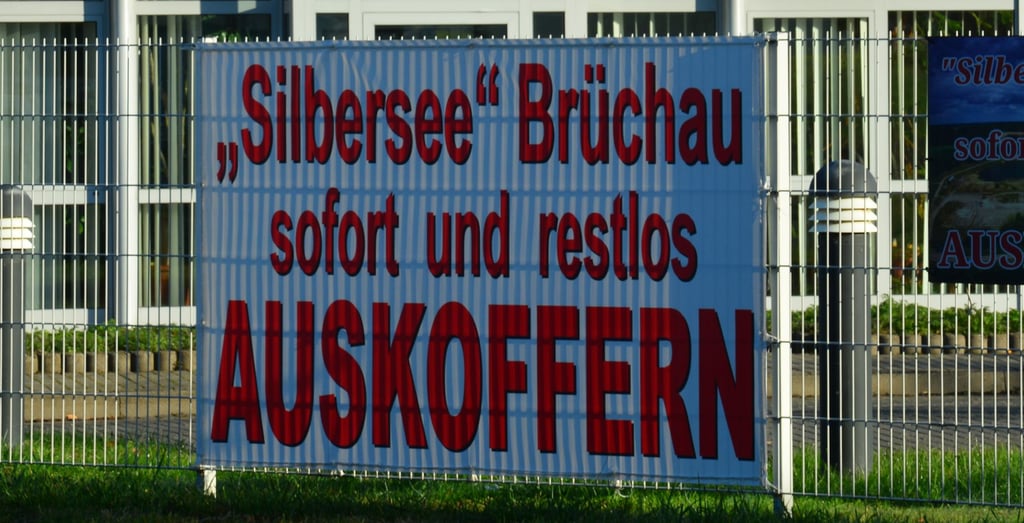 „Silbersee“ Brüchau
sofort und restlos
AUSKOFFERN